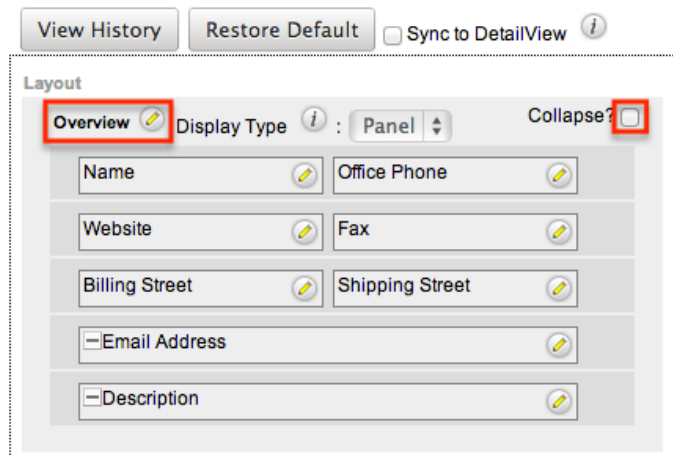 View History Restore Default Sync to DetailView i
Layout
Overview Display Type i : Panel Collapse?
Name Office Phone
Website Fax
Billing Street Shipping Street
Email Address
Description